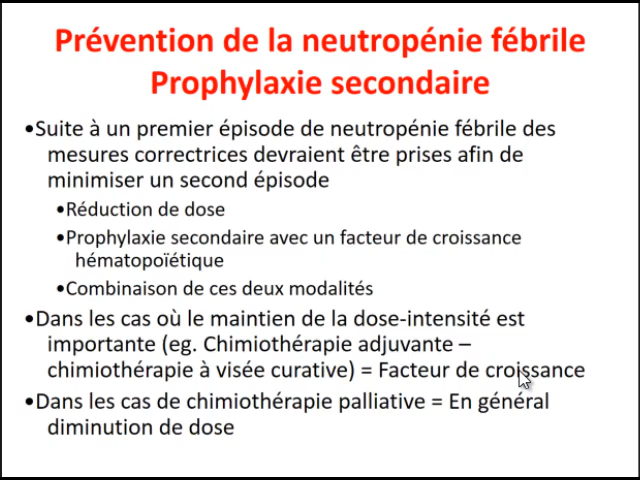 Prévention de la neutropénie fébrile
Prophylaxie secondaire
•Suite à un premier épisode de neutropénie fébrile des
mesures correctrices devraient être prises afin de
minimiser un second épisode
•Réduction de dose
•Prophylaxie secondaire avec un facteur de croissance
hématopoïétique
•Combinaison de ces deux modalités
•Dans les cas où le maintien de la dose-intensité est
importante (eg. Chimiothérapie adjuvante –
chimiothérapie à visée curative) = Facteur de croissance
•Dans les cas de chimiothérapie palliative = En général
diminution de dose